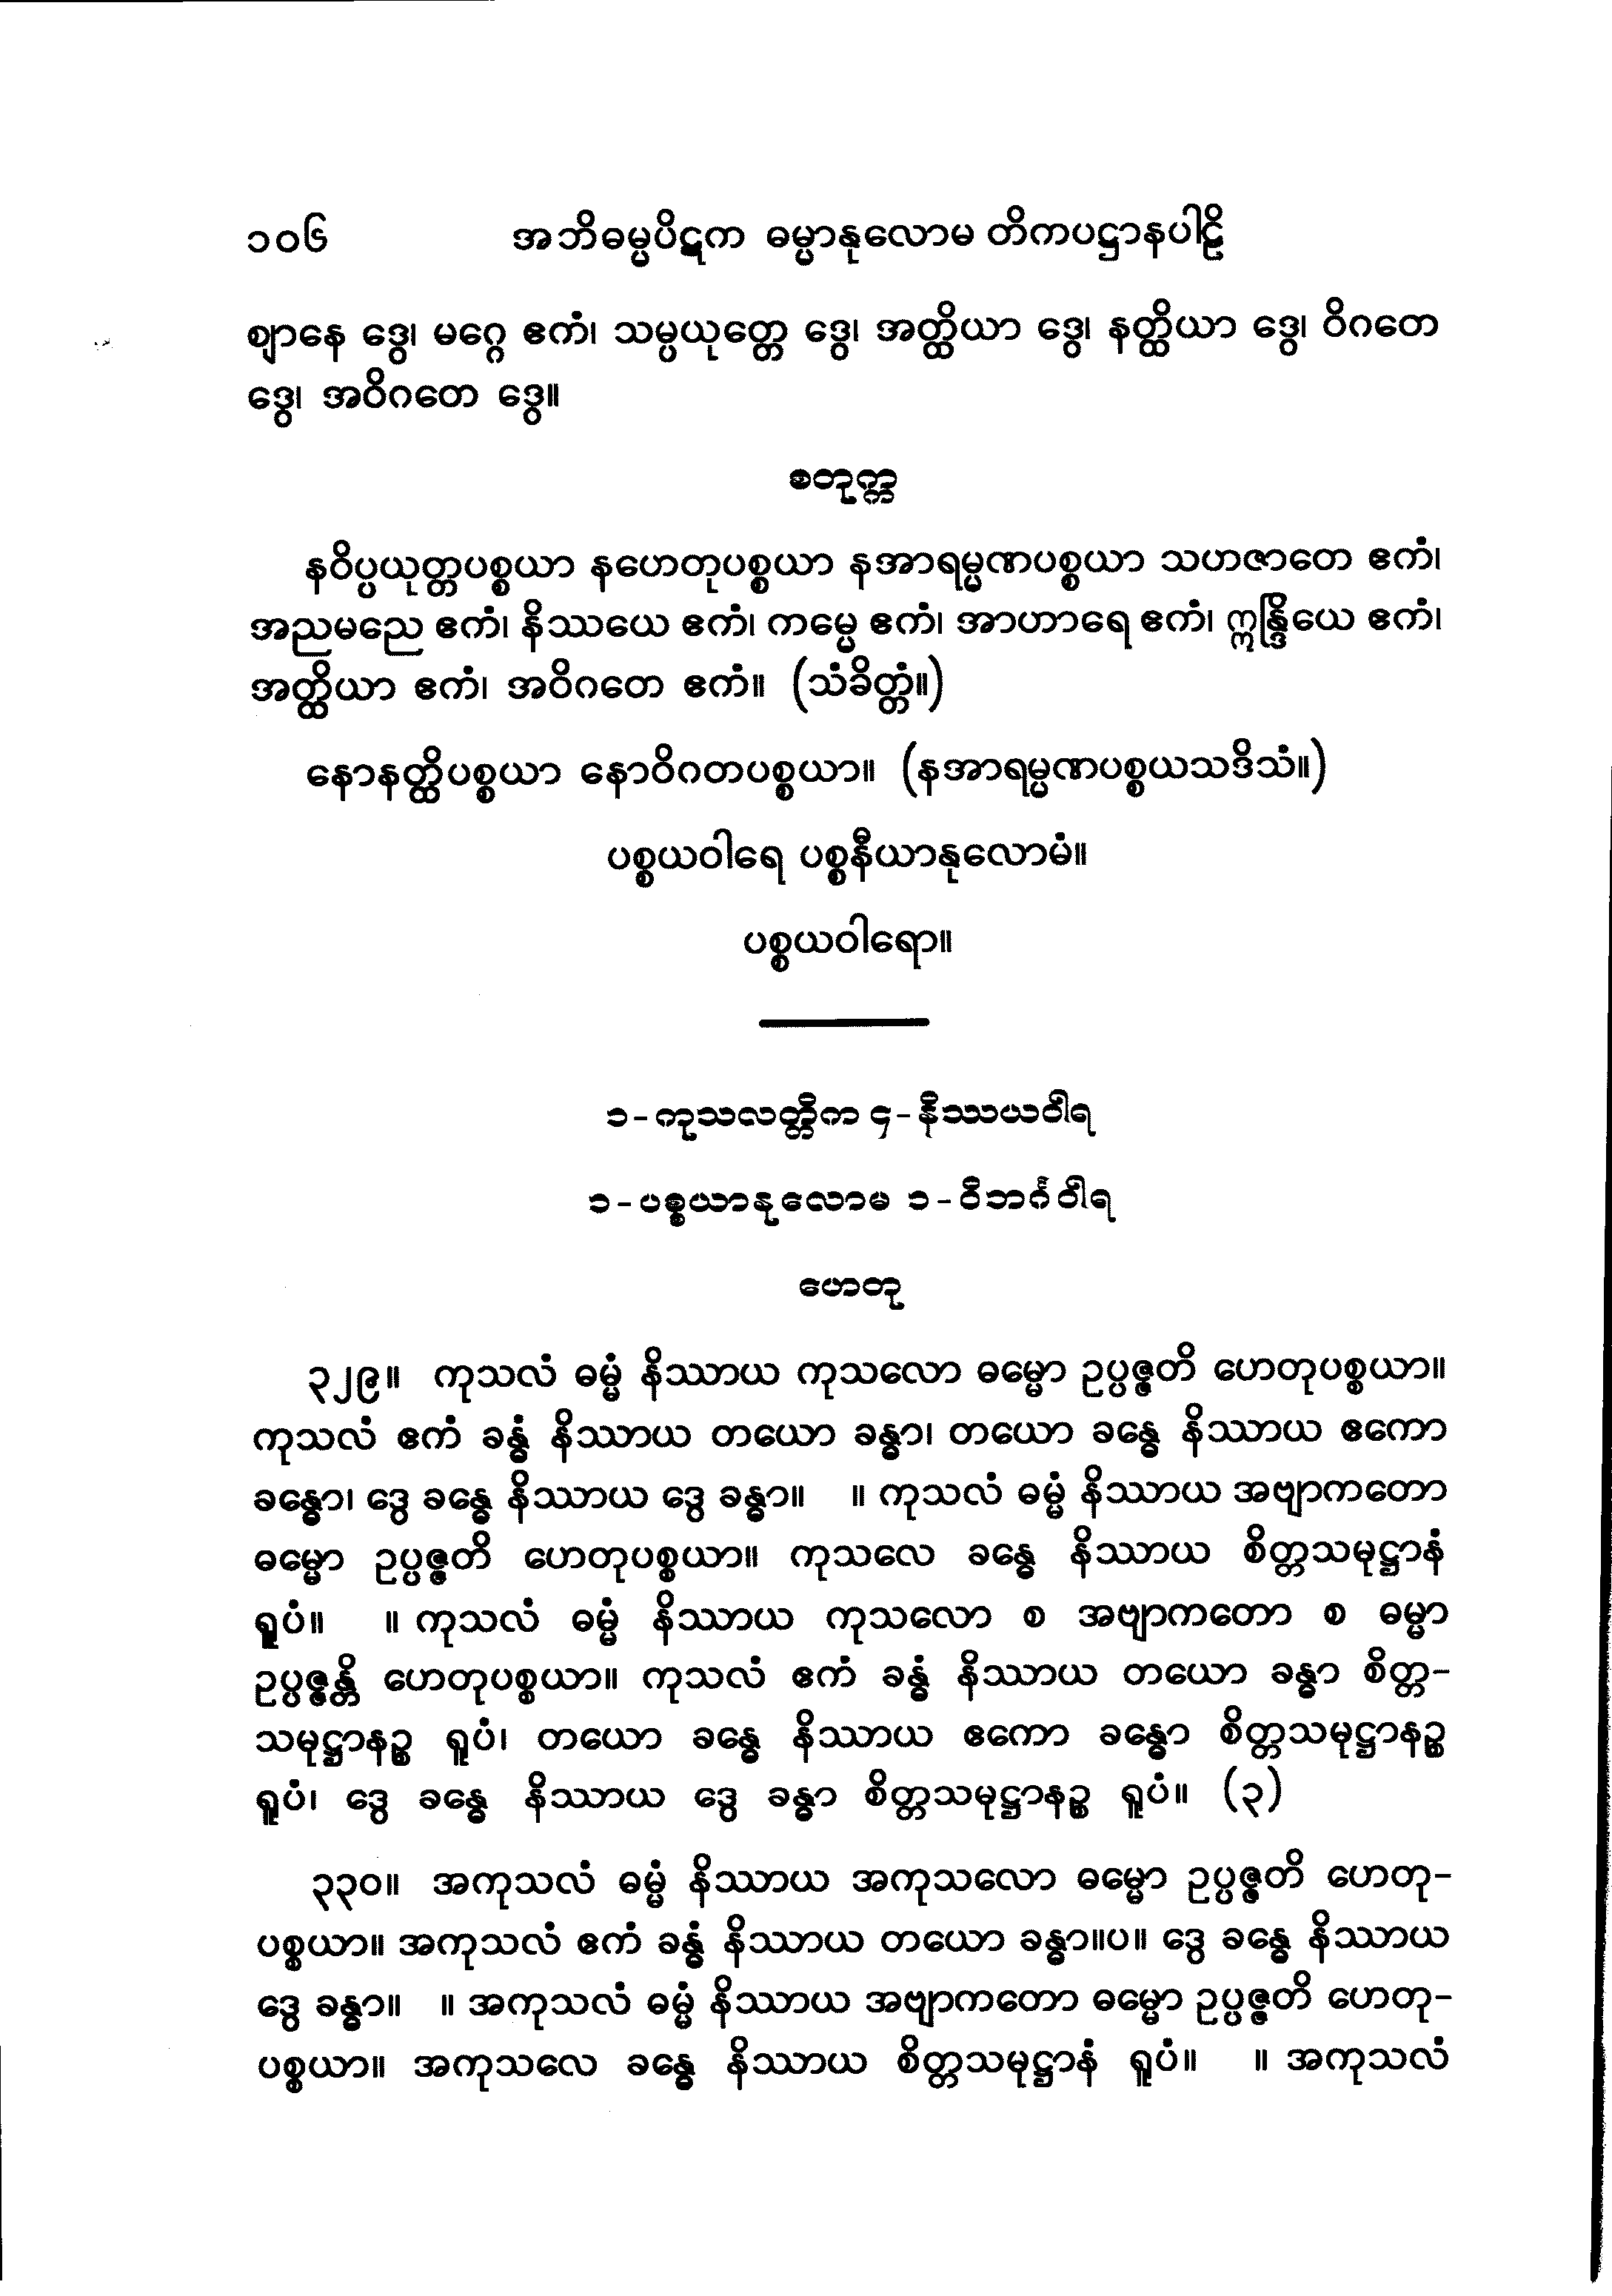 ၁၀၆ အဘိဓမ္မပိဋက ဓမ္မာနုလောမ တိကပဋ္ဌာနပါဠိ
ဈာနေ ဒွေ၊ မဂ္ဂေ ဧကံ၊ သမ္ပယုတ္တေ ဒွေ၊ အတ္ထိယာ ဒွေ၊ နတ္ထိယာ ဒွေ၊ ဝိဂတေ
ဒွေ၊ အဝိဂတေ ဒွေ။
စတုက္က
နဝိပ္ပယုတ္တပစ္စယာ နဟေတုပစ္စယာ နအာရမ္မဏပစ္စယာ သဟဇာတေ ဧကံ၊
အညမညေ ဧကံ၊ နိဿယေ ဧကံ၊ ကမ္မေ ဧကံ၊ အာဟာရေ ဧကံ၊ ဣန္ဒြိယေ ဧကံ၊
အတ္ထိယာ ဧကံ၊ အဝိဂတေ ဧကံ။ (သံခိတ္တံ။)
နောနတ္ထိပစ္စယာ နောဝိဂတပစ္စယာ။ (နအာရမ္မဏပစ္စယသဒိသံ။)
ပစ္စယဝါရေ ပစ္စနီယာနုလောမံ။
ပစ္စယဝါရော။
၁-ကုသလတ္တိက ၄-နိဿယဝါရ
၁-ပစ္စယာနုလောမ ၁-ဝိဘင်္ဂဝါရ
ဟေတု
၃၂၉။ ကုသလံ ဓမ္မံ နိဿာယ ကုသလော ဓမ္မော ဥပ္ပဇ္ဇတိ ဟေတုပစ္စယာ။
ကုသလံ ဧကံ ခန္ဓံ နိဿာယ တယော ခန္ဓာ၊ တယော ခန္ဓေ နိဿာယ ဧကော
ခန္ဓော၊ ဒွေ ခန္ဓေ နိဿာယ ဒွေ ခန္ဓာ။ ။ ကုသလံ ဓမ္မံ နိဿာယ အဗျာကတော
ဓမ္မော ဥပ္ပဇ္ဇတိ ဟေတုပစ္စယာ။ ကုသလေ ခန္ဓေ နိဿာယ စိတ္တသမုဋ္ဌာနံ
ရူပံ။ ။ ကုသလံ ဓမ္မံ နိဿာယ ကုသလော စ အဗျာကတော စ ဓမ္မာ
ဥပ္ပဇ္ဇန္တိ ဟေတုပစ္စယာ။ ကုသလံ ဧကံ ခန္ဓံ နိဿာယ တယော ခန္ဓာ စိတ္တ-
သမုဋ္ဌာနဉ္စ ရူပံ၊ တယော ခန္ဓေ နိဿာယ ဧကော ခန္ဓော စိတ္တသမုဋ္ဌာနဉ္စ
ရူပံ၊ ဒွေ ခန္ဓေ နိဿာယ ဒွေ ခန္ဓာ စိတ္တသမုဋ္ဌာနဉ္စ ရူပံ။ (၃)
၃၃၀။ အကုသလံ ဓမ္မံ နိဿာယ အကုသလော ဓမ္မော ဥပ္ပဇ္ဇတိ ဟေတု-
ပစ္စယာ။ အကုသလံ ဧကံ ခန္ဓံ နိဿာယ တယော ခန္ဓာ။ပ။ ဒွေ ခန္ဓေ နိဿာယ
ဒွေ ခန္ဓာ။ ။ အကုသလံ ဓမ္မံ နိဿာယ အဗျာကတော ဓမ္မော ဥပ္ပဇ္ဇတိ ဟေတု-
ပစ္စယာ။ အကုသလေ ခန္ဓေ နိဿာယ စိတ္တသမုဋ္ဌာနံ ရူပံ။ ။ အကုသလံ